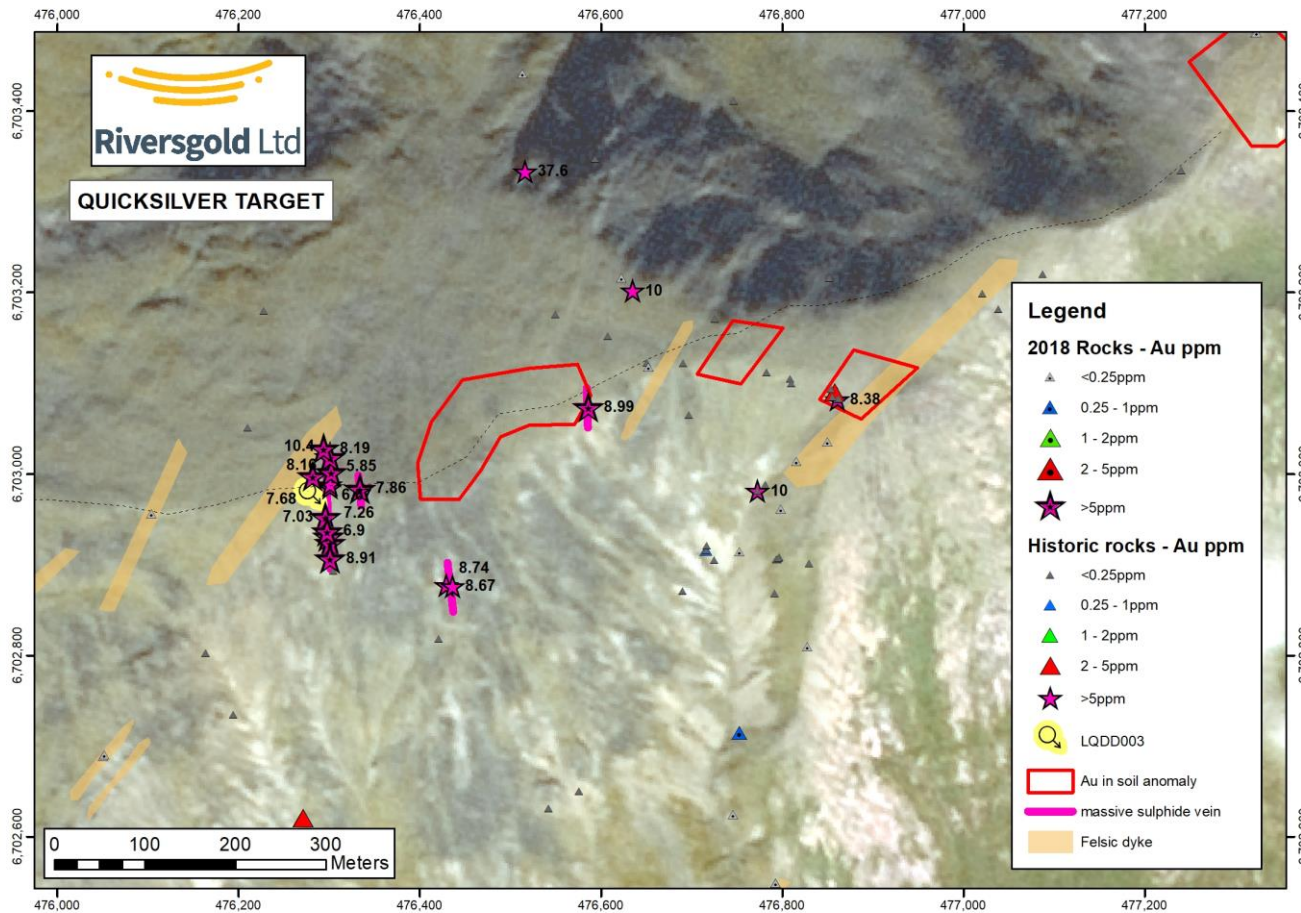 476,000 476,200 476,400 476,600 476,800 477,000 477,200
Riversgold Ltd
QUICKSILVER TARGET
6,703,400
6,703,200
6,703,000
6,702,800
6,702,600
37.6
10
8.38
8.99
10
10.4
8.19
5.85
7.86
7.68
7.26
7.03
6.9
8.91
8.74
8.67
Legend
2018 Rocks - Au ppm
<0.25ppm
0.25 - 1ppm
1 - 2ppm
2 - 5ppm
>5ppm
Historic rocks - Au ppm
<0.25ppm
0.25 - 1ppm
1 - 2ppm
2 - 5ppm
>5ppm
LQDD003
Au in soil anomaly
massive sulphide vein
Felsic dyke
0 50 100 200 300
Meters
476,000 476,200 476,400 476,600 476,800 477,000 477,200